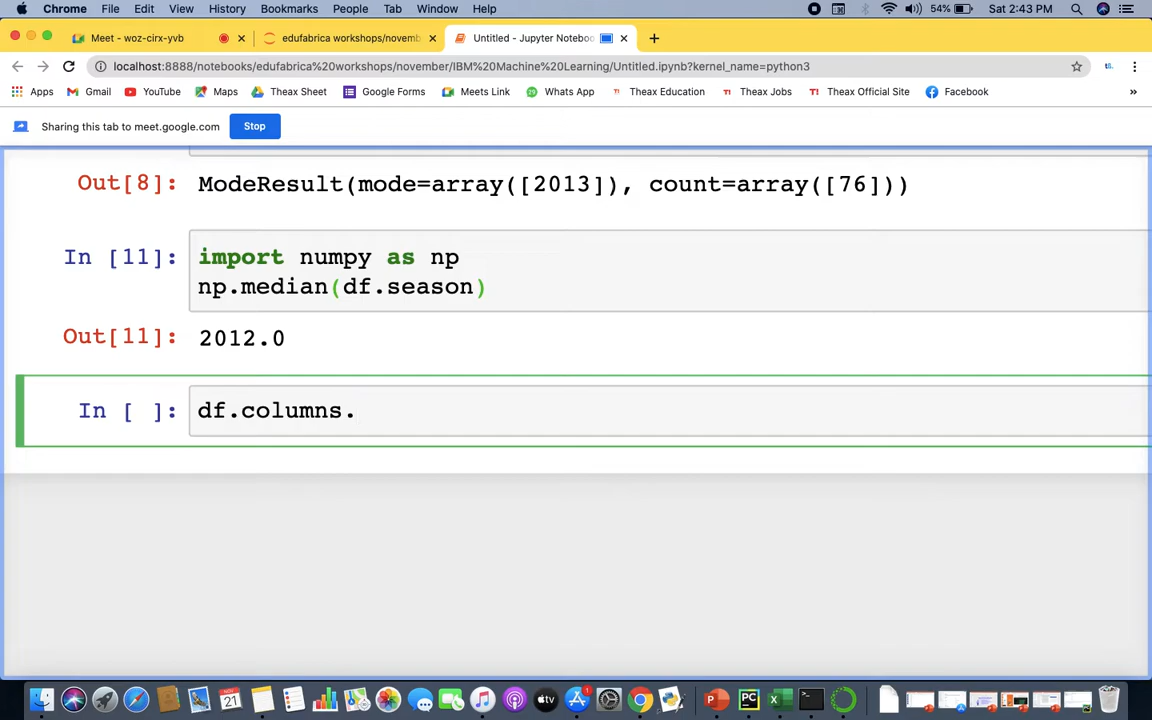 Chrome File Edit View History Bookmarks People Tab Window Help 54% Sat 2:43 PM
Meet - woz-cirx-yvb edufabrica workshops/novemb Untitled - Jupyter Noteboo
localhost:8888/notebooks/edufabrica%20workshops/november/IBM%20Machine%20Learning/Untitled.ipynb?kernel_name=python3
Apps Gmail YouTube Maps Theax Sheet Google Forms Meets Link Whats App Theax Education Theax Jobs Theax Official Site Facebook »
Sharing this tab to meet.google.com Stop
Out[8]: ModeResult(mode=array([2013]), count=array([76]))
In [11]: import numpy as np
np.median(df.season)
Out[11]: 2012.0
In [ ]: df.columns.